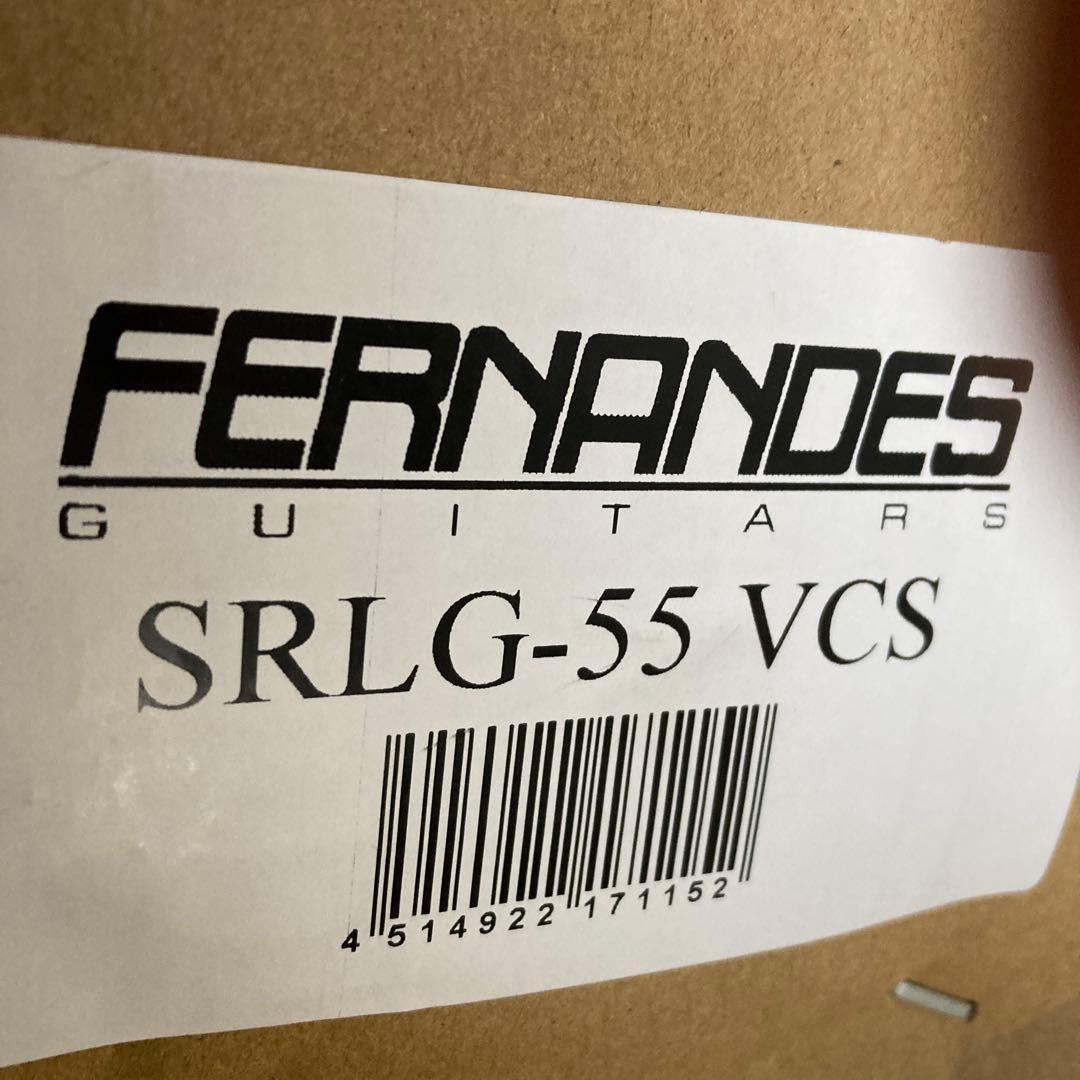 FERNANDES
GUITARS
SRLG-55 VCS
4 514922 171152